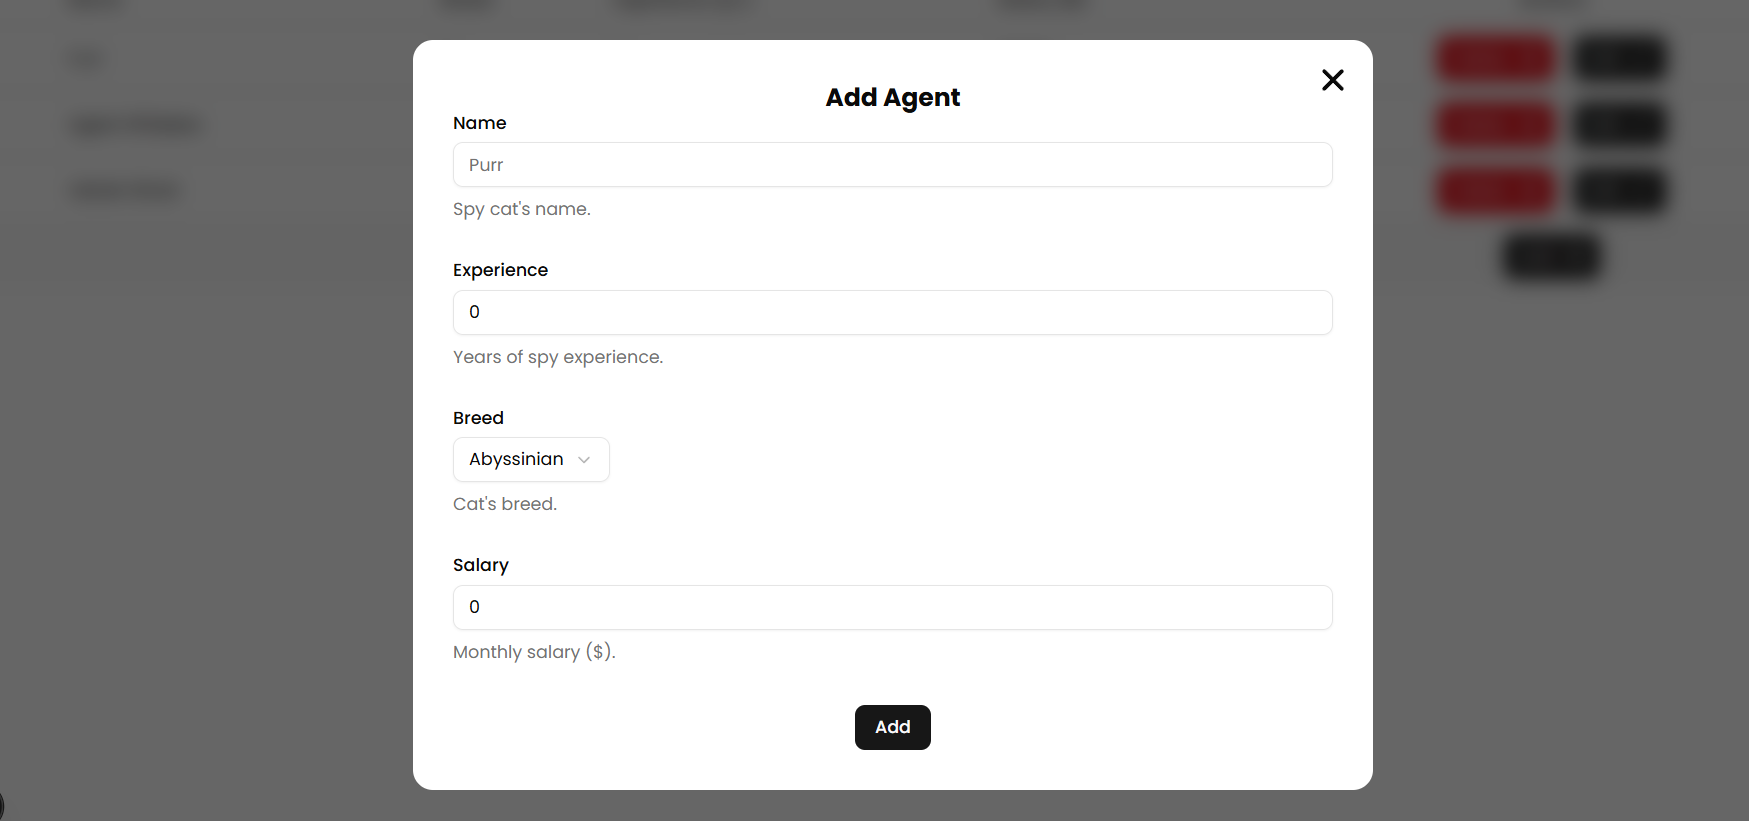 Add Agent
Name
Purr
Spy cat's name.
Experience
0
Years of spy experience.
Breed
Abyssinian
Cat's breed.
Salary
0
Monthly salary ($).
Add